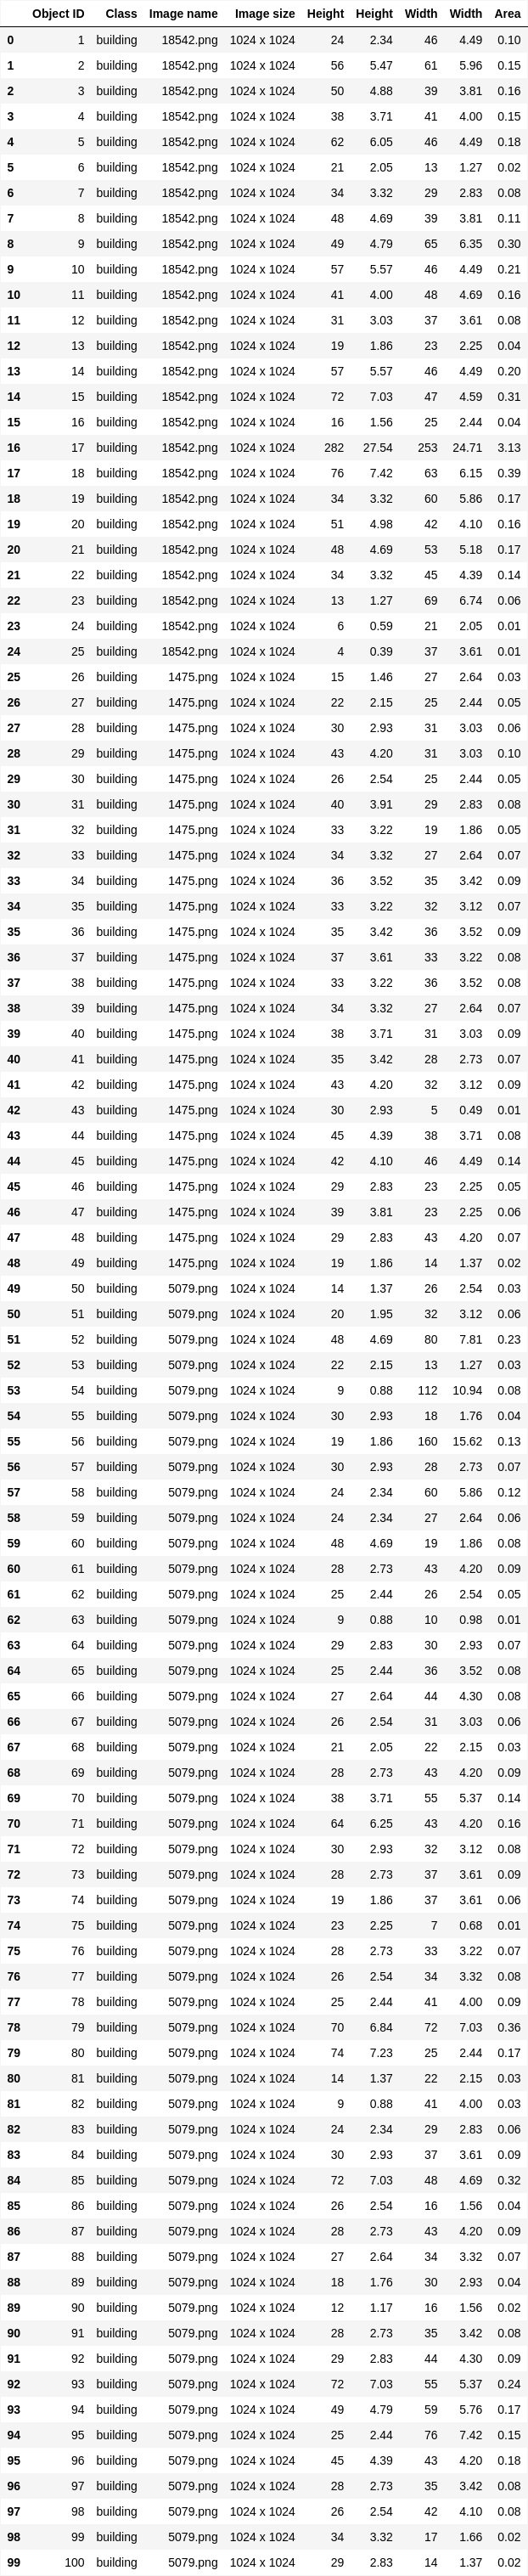 Object ID Class Image name Image size Height Height Width Width Area
0 1 building 18542.png 1024 x 1024 24 2.34 46 4.49 0.10
1 2 building 18542.png 1024 x 1024 56 5.47 61 5.96 0.15
2 3 building 18542.png 1024 x 1024 50 4.88 39 3.81 0.16
3 4 building 18542.png 1024 x 1024 38 3.71 41 4.00 0.15
4 5 building 18542.png 1024 x 1024 62 6.05 46 4.49 0.18
5 6 building 18542.png 1024 x 1024 21 2.05 13 1.27 0.02
6 7 building 18542.png 1024 x 1024 34 3.32 29 2.83 0.08
7 8 building 18542.png 1024 x 1024 48 4.69 39 3.81 0.11
8 9 building 18542.png 1024 x 1024 49 4.79 65 6.35 0.30
9 10 building 18542.png 1024 x 1024 57 5.57 46 4.49 0.21
10 11 building 18542.png 1024 x 1024 41 4.00 48 4.69 0.16
11 12 building 18542.png 1024 x 1024 31 3.03 37 3.61 0.08
12 13 building 18542.png 1024 x 1024 19 1.86 23 2.25 0.04
13 14 building 18542.png 1024 x 1024 57 5.57 46 4.49 0.20
14 15 building 18542.png 1024 x 1024 72 7.03 47 4.59 0.31
15 16 building 18542.png 1024 x 1024 16 1.56 25 2.44 0.04
16 17 building 18542.png 1024 x 1024 282 27.54 253 24.71 3.13
17 18 building 18542.png 1024 x 1024 76 7.42 63 6.15 0.39
18 19 building 18542.png 1024 x 1024 34 3.32 60 5.86 0.17
19 20 building 18542.png 1024 x 1024 51 4.98 42 4.10 0.16
20 21 building 18542.png 1024 x 1024 48 4.69 53 5.18 0.17
21 22 building 18542.png 1024 x 1024 34 3.32 45 4.39 0.14
22 23 building 18542.png 1024 x 1024 13 1.27 69 6.74 0.06
23 24 building 18542.png 1024 x 1024 6 0.59 21 2.05 0.01
24 25 building 18542.png 1024 x 1024 4 0.39 37 3.61 0.01
25 26 building 1475.png 1024 x 1024 15 1.46 27 2.64 0.03
26 27 building 1475.png 1024 x 1024 22 2.15 25 2.44 0.05
27 28 building 1475.png 1024 x 1024 30 2.93 31 3.03 0.06
28 29 building 1475.png 1024 x 1024 43 4.20 31 3.03 0.10
29 30 building 1475.png 1024 x 1024 26 2.54 25 2.44 0.05
30 31 building 1475.png 1024 x 1024 40 3.91 29 2.83 0.08
31 32 building 1475.png 1024 x 1024 33 3.22 19 1.86 0.05
32 33 building 1475.png 1024 x 1024 34 3.32 27 2.64 0.07
33 34 building 1475.png 1024 x 1024 36 3.52 35 3.42 0.09
34 35 building 1475.png 1024 x 1024 33 3.22 32 3.12 0.07
35 36 building 1475.png 1024 x 1024 35 3.42 36 3.52 0.09
36 37 building 1475.png 1024 x 1024 37 3.61 33 3.22 0.08
37 38 building 1475.png 1024 x 1024 33 3.22 36 3.52 0.08
38 39 building 1475.png 1024 x 1024 34 3.32 27 2.64 0.07
39 40 building 1475.png 1024 x 1024 38 3.71 31 3.03 0.09
40 41 building 1475.png 1024 x 1024 35 3.42 28 2.73 0.07
41 42 building 1475.png 1024 x 1024 43 4.20 32 3.12 0.09
42 43 building 1475.png 1024 x 1024 30 2.93 5 0.49 0.01
43 44 building 1475.png 1024 x 1024 45 4.39 38 3.71 0.08
44 45 building 1475.png 1024 x 1024 42 4.10 46 4.49 0.14
45 46 building 1475.png 1024 x 1024 29 2.83 23 2.25 0.05
46 47 building 1475.png 1024 x 1024 39 3.81 23 2.25 0.06
47 48 building 1475.png 1024 x 1024 29 2.83 43 4.20 0.07
48 49 building 1475.png 1024 x 1024 19 1.86 14 1.37 0.02
49 50 building 5079.png 1024 x 1024 14 1.37 26 2.54 0.03
50 51 building 5079.png 1024 x 1024 20 1.95 32 3.12 0.06
51 52 building 5079.png 1024 x 1024 48 4.69 80 7.81 0.23
52 53 building 5079.png 1024 x 1024 22 2.15 13 1.27 0.03
53 54 building 5079.png 1024 x 1024 9 0.88 112 10.94 0.08
54 55 building 5079.png 1024 x 1024 30 2.93 18 1.76 0.04
55 56 building 5079.png 1024 x 1024 19 1.86 160 15.62 0.13
56 57 building 5079.png 1024 x 1024 30 2.93 28 2.73 0.07
57 58 building 5079.png 1024 x 1024 24 2.34 60 5.86 0.12
58 59 building 5079.png 1024 x 1024 24 2.34 27 2.64 0.06
59 60 building 5079.png 1024 x 1024 48 4.69 19 1.86 0.08
60 61 building 5079.png 1024 x 1024 28 2.73 43 4.20 0.09
61 62 building 5079.png 1024 x 1024 25 2.44 26 2.54 0.05
62 63 building 5079.png 1024 x 1024 9 0.88 10 0.98 0.01
63 64 building 5079.png 1024 x 1024 29 2.83 30 2.93 0.07
64 65 building 5079.png 1024 x 1024 25 2.44 36 3.52 0.08
65 66 building 5079.png 1024 x 1024 27 2.64 44 4.30 0.08
66 67 building 5079.png 1024 x 1024 26 2.54 31 3.03 0.06
67 68 building 5079.png 1024 x 1024 21 2.05 22 2.15 0.03
68 69 building 5079.png 1024 x 1024 28 2.73 43 4.20 0.09
69 70 building 5079.png 1024 x 1024 38 3.71 55 5.37 0.14
70 71 building 5079.png 1024 x 1024 64 6.25 43 4.20 0.16
71 72 building 5079.png 1024 x 1024 30 2.93 32 3.12 0.08
72 73 building 5079.png 1024 x 1024 28 2.73 37 3.61 0.09
73 74 building 5079.png 1024 x 1024 19 1.86 37 3.61 0.06
74 75 building 5079.png 1024 x 1024 23 2.25 7 0.68 0.01
75 76 building 5079.png 1024 x 1024 28 2.73 33 3.22 0.07
76 77 building 5079.png 1024 x 1024 26 2.54 34 3.32 0.08
77 78 building 5079.png 1024 x 1024 25 2.44 41 4.00 0.09
78 79 building 5079.png 1024 x 1024 70 6.84 72 7.03 0.36
79 80 building 5079.png 1024 x 1024 74 7.23 25 2.44 0.17
80 81 building 5079.png 1024 x 1024 14 1.37 22 2.15 0.03
81 82 building 5079.png 1024 x 1024 9 0.88 41 4.00 0.03
82 83 building 5079.png 1024 x 1024 24 2.34 29 2.83 0.06
83 84 building 5079.png 1024 x 1024 30 2.93 37 3.61 0.09
84 85 building 5079.png 1024 x 1024 72 7.03 48 4.69 0.32
85 86 building 5079.png 1024 x 1024 26 2.54 16 1.56 0.04
86 87 building 5079.png 1024 x 1024 28 2.73 43 4.20 0.09
87 88 building 5079.png 1024 x 1024 27 2.64 34 3.32 0.07
88 89 building 5079.png 1024 x 1024 18 1.76 30 2.93 0.04
89 90 building 5079.png 1024 x 1024 12 1.17 16 1.56 0.02
90 91 building 5079.png 1024 x 1024 28 2.73 35 3.42 0.08
91 92 building 5079.png 1024 x 1024 29 2.83 44 4.30 0.09
92 93 building 5079.png 1024 x 1024 72 7.03 55 5.37 0.24
93 94 building 5079.png 1024 x 1024 49 4.79 59 5.76 0.17
94 95 building 5079.png 1024 x 1024 25 2.44 76 7.42 0.15
95 96 building 5079.png 1024 x 1024 45 4.39 43 4.20 0.18
96 97 building 5079.png 1024 x 1024 28 2.73 35 3.42 0.08
97 98 building 5079.png 1024 x 1024 26 2.54 42 4.10 0.08
98 99 building 5079.png 1024 x 1024 34 3.32 17 1.66 0.02
99 100 building 5079.png 1024 x 1024 29 2.83 14 1.37 0.02